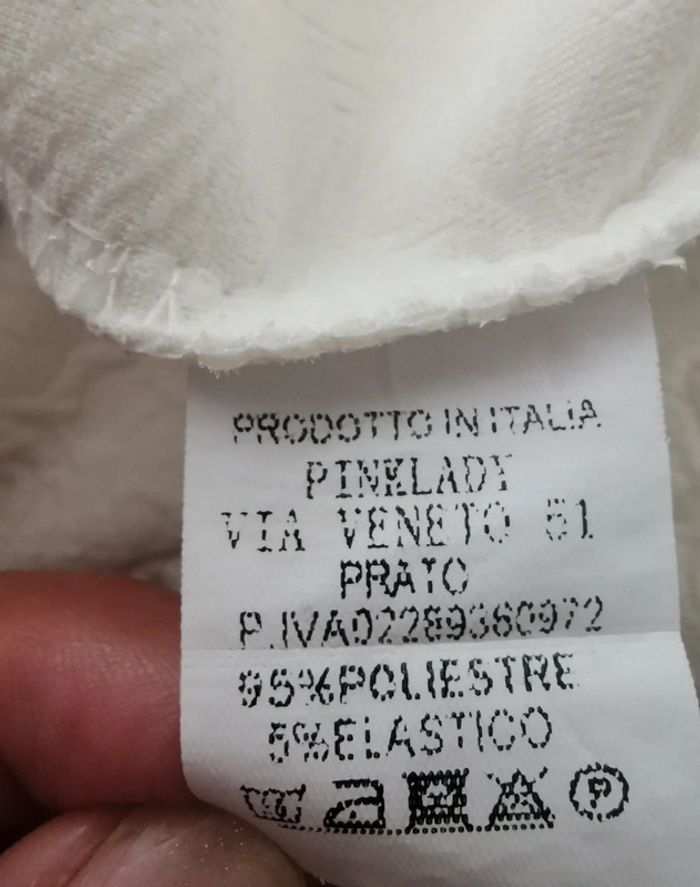 PRODOTTO IN ITALIA
PINKLADY
VIA VENETO 51
PRATO
P.IVA02289360972
95%POLIESTRE
5%ELASTICO
P